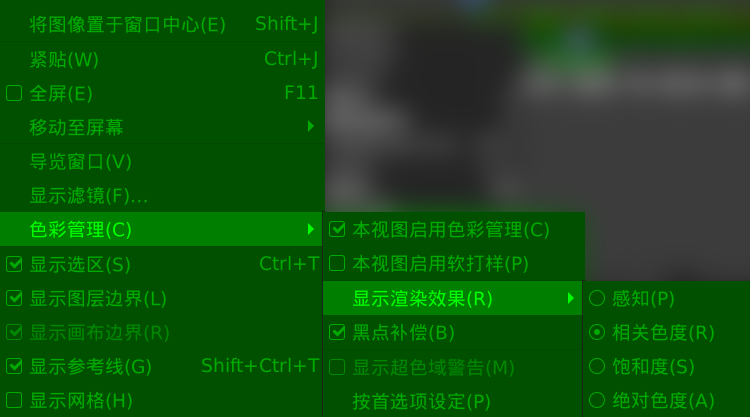 将图像置于窗口中心(E) Shift+J
紧贴(W) Ctrl+J
全屏(E) F11
移动至屏幕
导览窗口(V)
显示滤镜(F)...
色彩管理(C)
显示选区(S) Ctrl+T
显示图层边界(L)
显示画布边界(R)
显示参考线(G) Shift+Ctrl+T
显示网格(H)
本视图启用色彩管理(C)
本视图启用软打样(P)
显示渲染效果(R)
黑点补偿(B)
显示超色域警告(M)
按首选项设定(P)
感知(P)
相关色度(R)
饱和度(S)
绝对色度(A)